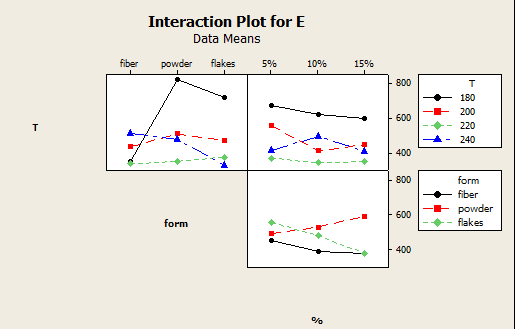 Interaction Plot for E
Data Means
fiber powder flakes 5% 10% 15%
T
800
600
400
T
180
200
220
240
form
800
600
400
form
fiber
powder
flakes
%